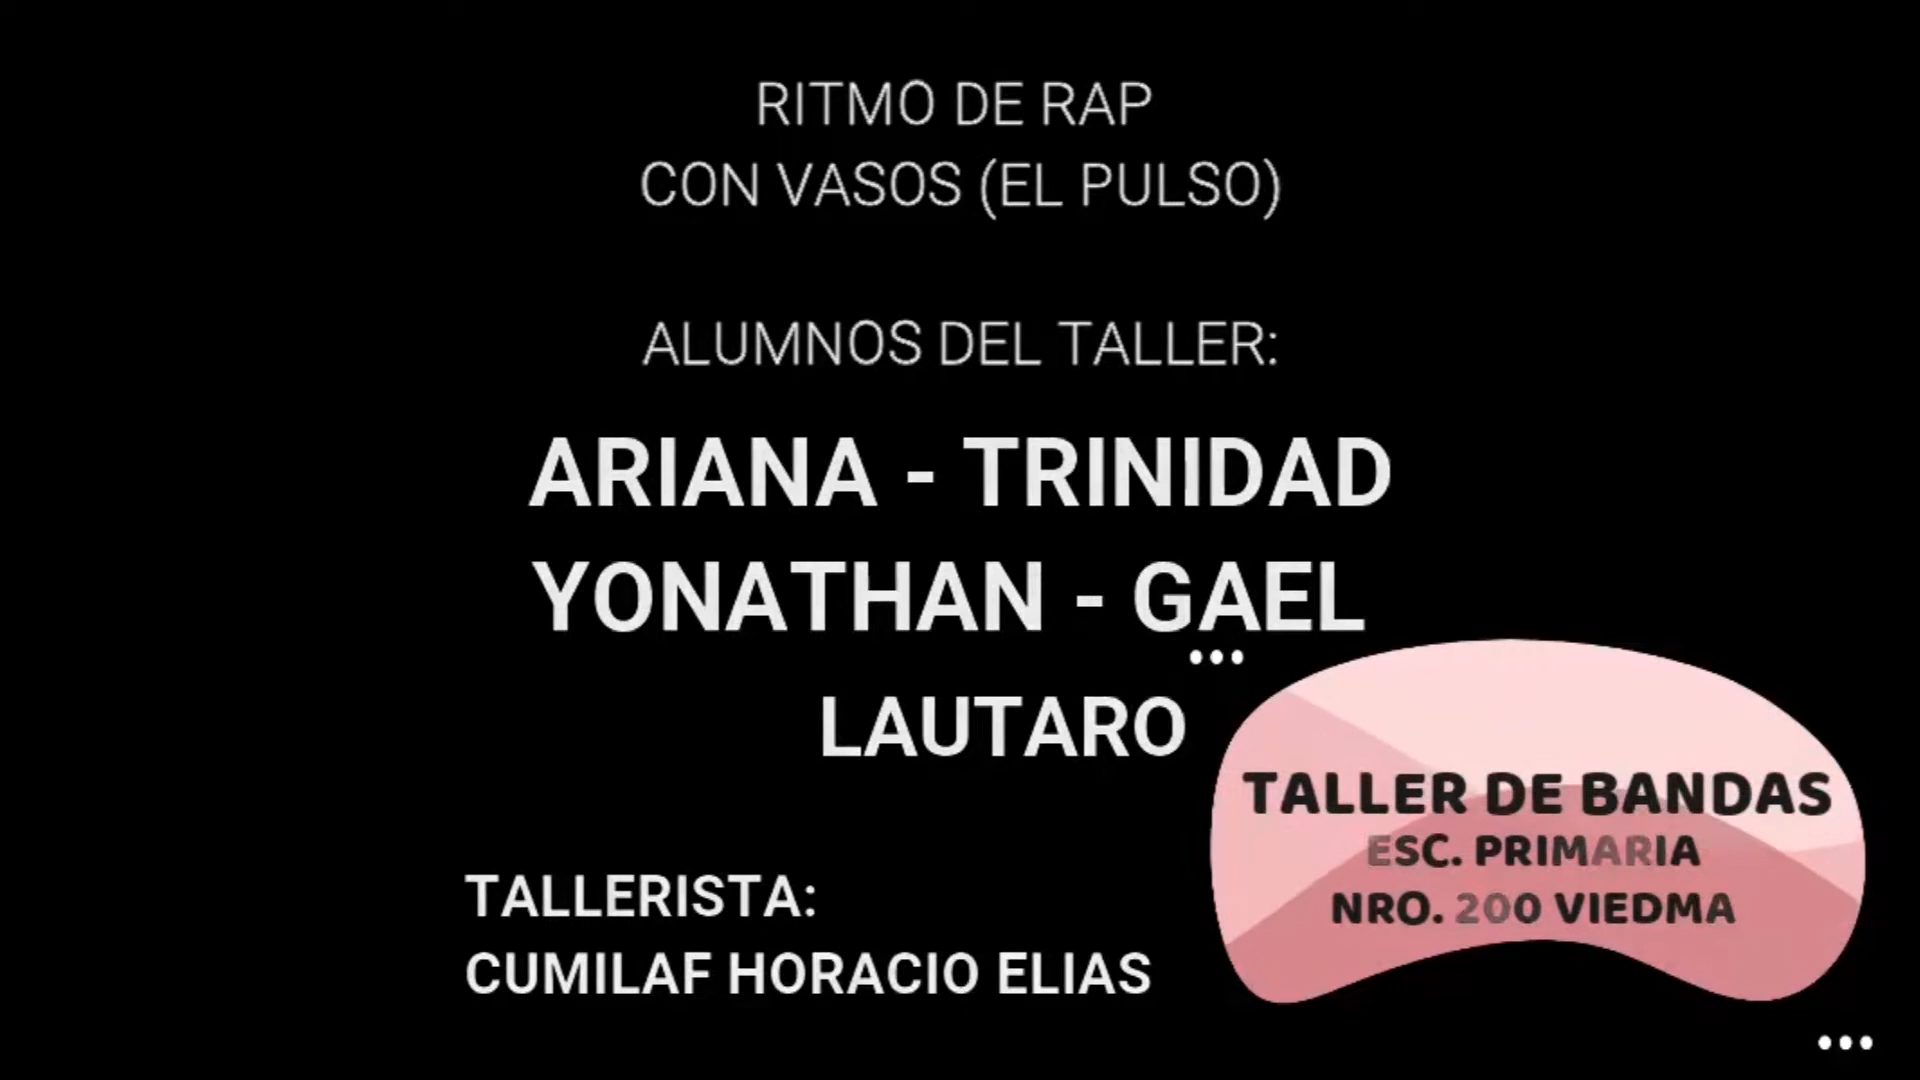 RITMO DE RAP
CON VASOS (EL PULSO)
ALUMNOS DEL TALLER:
ARIANA - TRINIDAD
YONATHAN - GAEL
LAUTARO
TALLERISTA:
CUMILAF HORACIO ELIAS
TALLER DE BANDAS
ESC. PRIMARIA
NRO. 200 VIEDMA